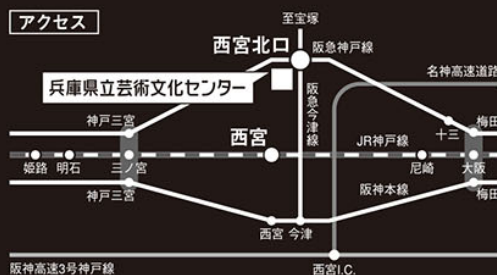 アクセス
至宝塚
西宮北口
阪急神戸線
兵庫県立芸術文化センター
名神高速道路
阪急今津線
神戸三宮
十三
梅田
西宮
JR神戸線
姫路
明石
三ノ宮
尼崎
大阪
神戸三宮
阪神本線
梅田
西宮
今津
阪神高速3号神戸線
西宮I.C.